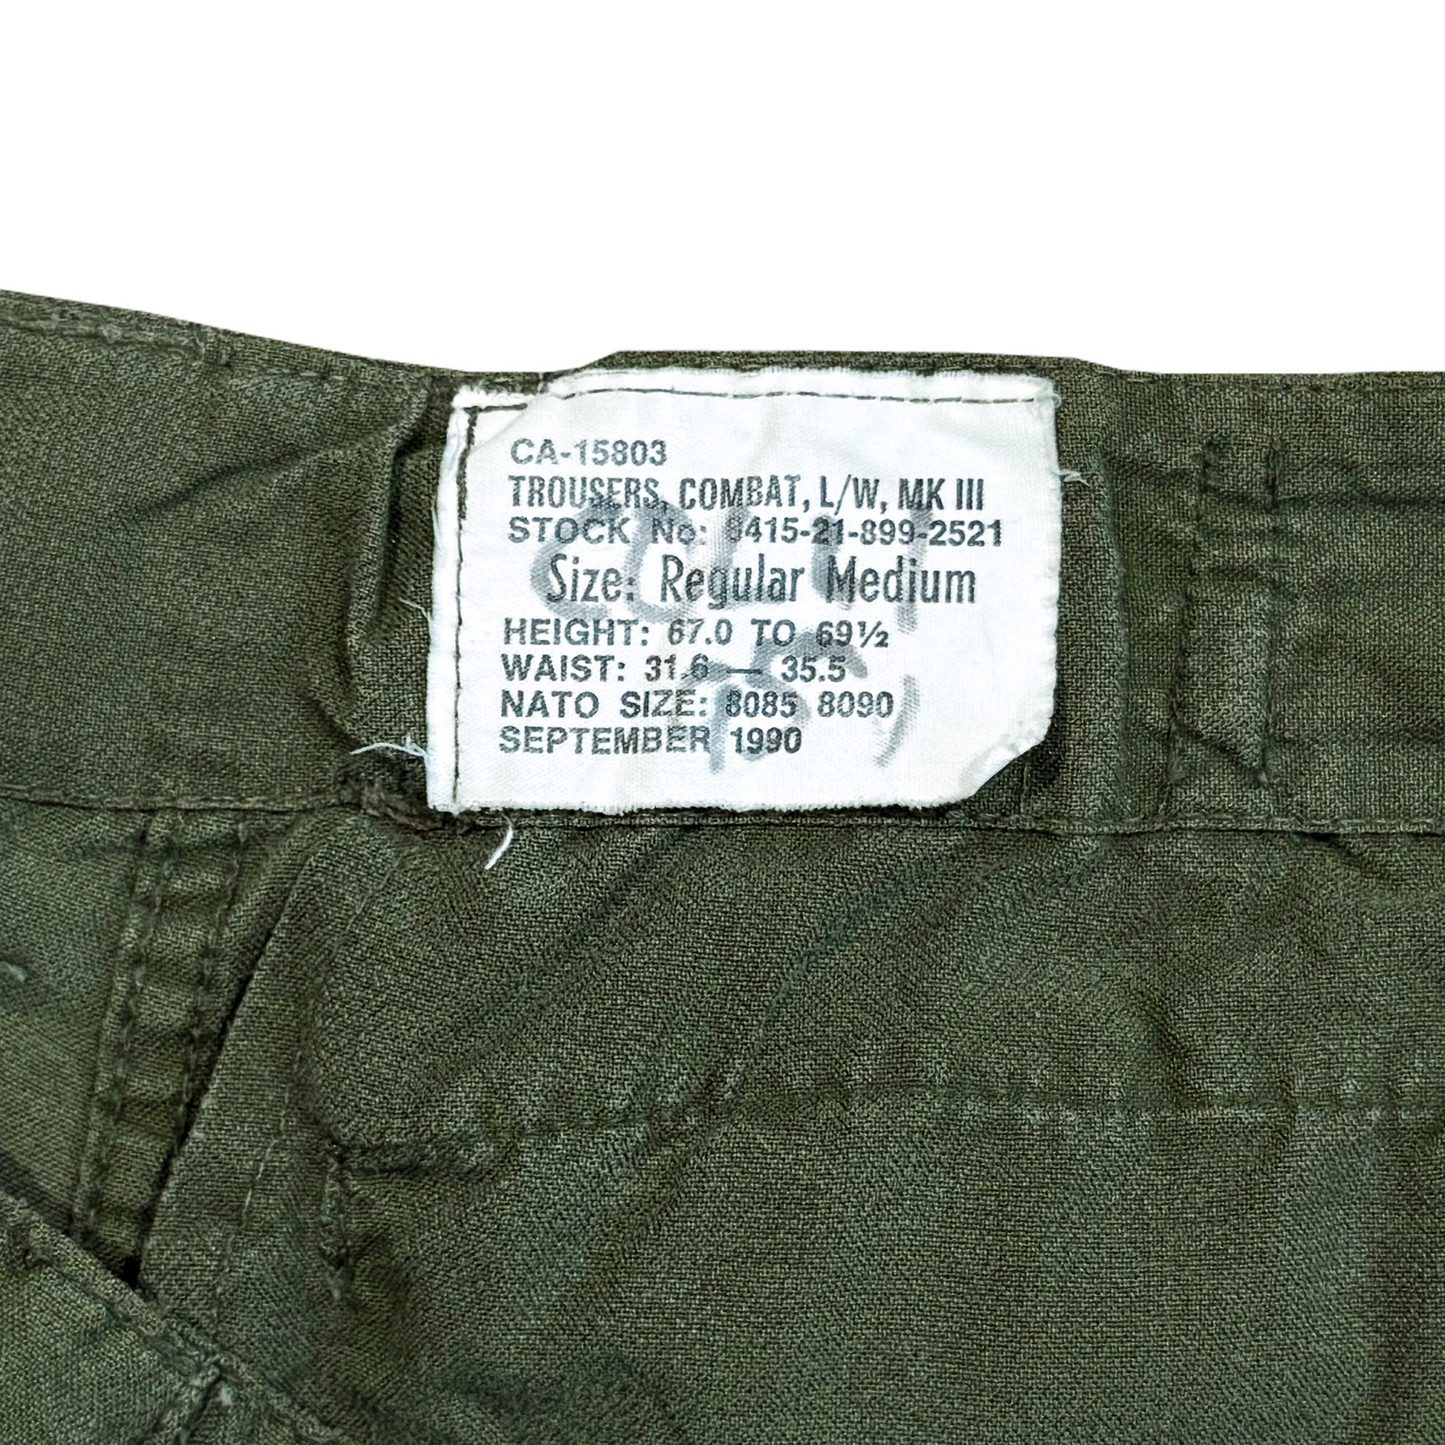 CA-15803
TROUSERS, COMBAT, L/W, MK III
STOCK No: 8415-21-899-2521
Size: Regular Medium
HEIGHT: 67.0 TO 69½
WAIST: 31.6 — 35.5
NATO SIZE: 8085 8090
SEPTEMBER 1990